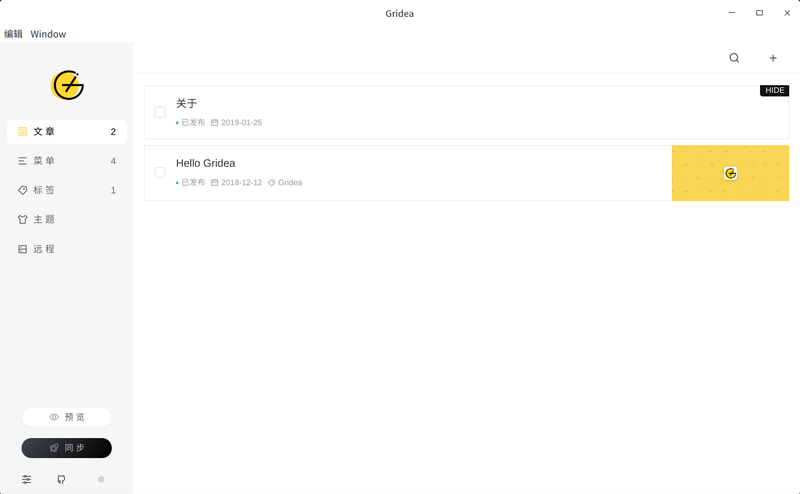 Gridea
编辑 Window
文章 2
菜单 4
标签 1
主题
远程
预览
同步
HIDE
关于
已发布 2019-01-25
Hello Gridea
已发布 2018-12-12 Gridea